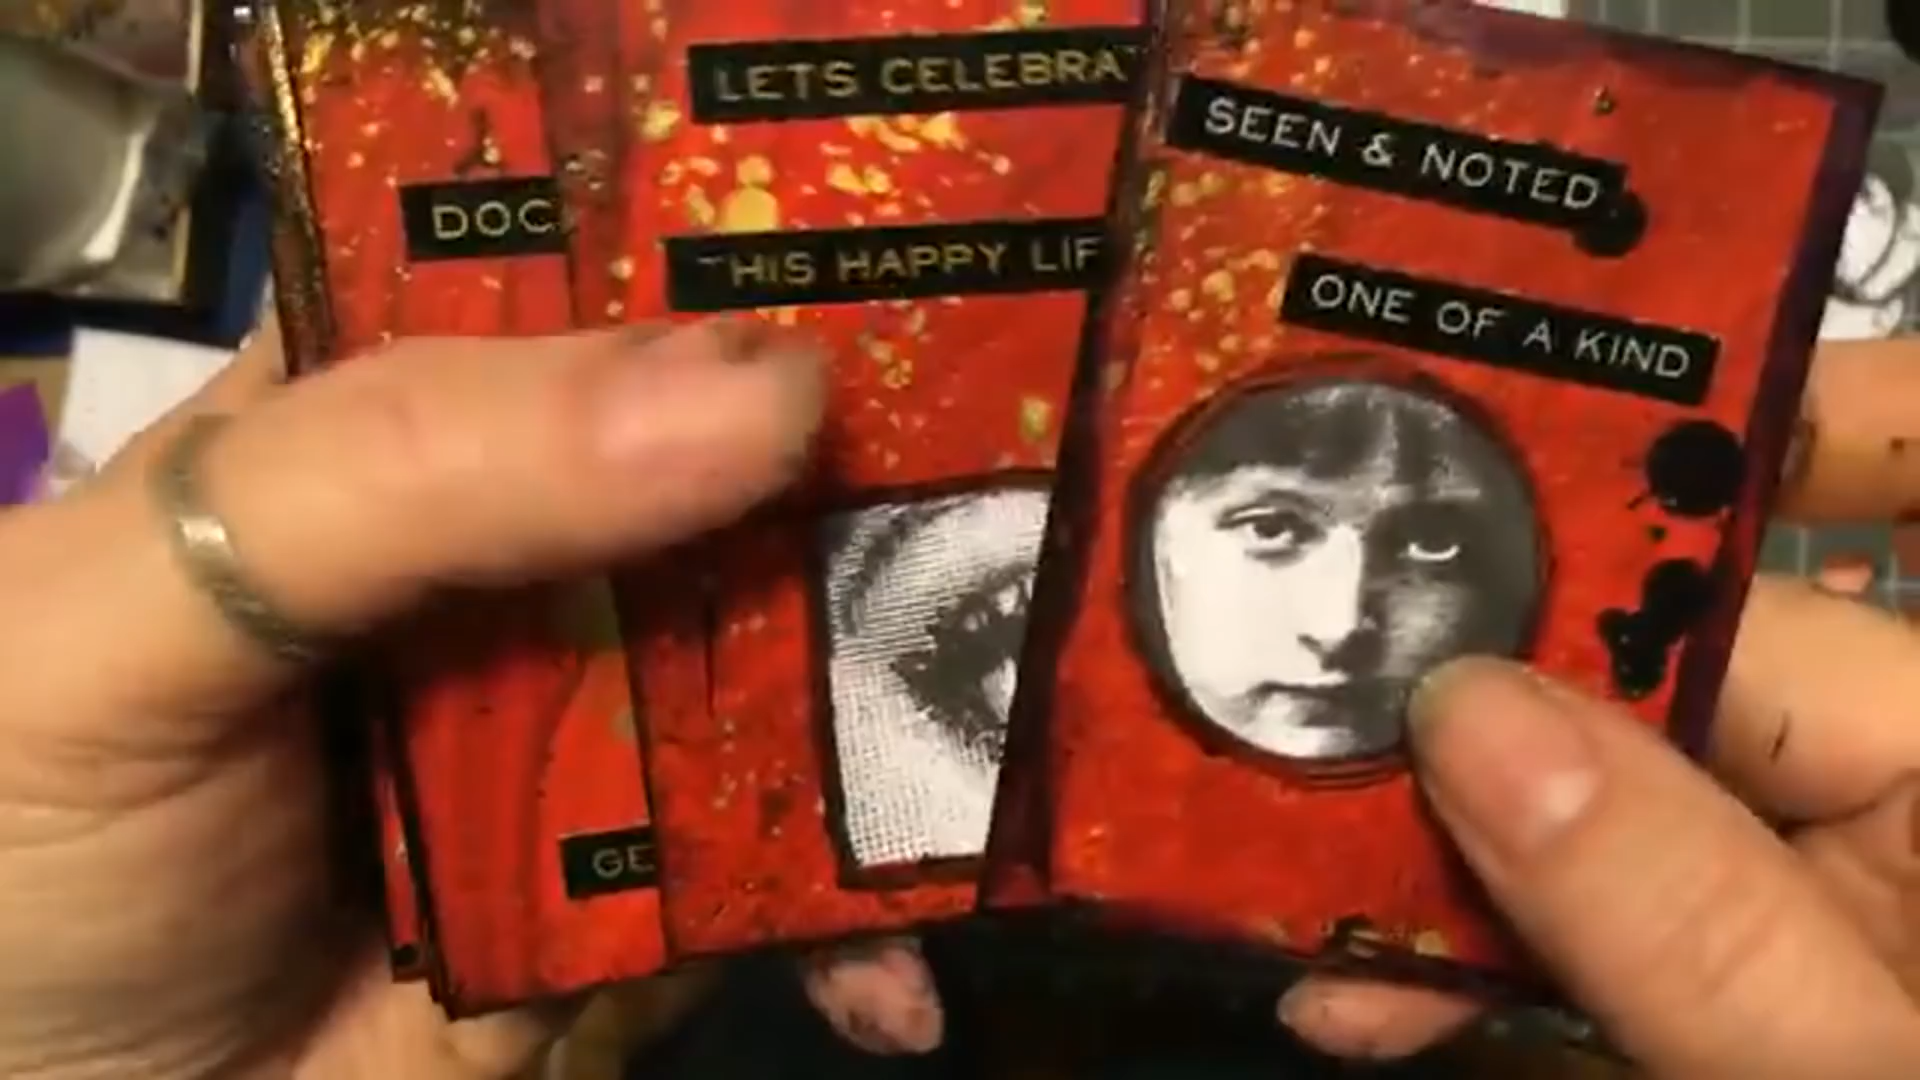 LETS CELEBRAT
SEEN & NOTED
DOC
THIS HAPPY LIF
ONE OF A KIND
GE